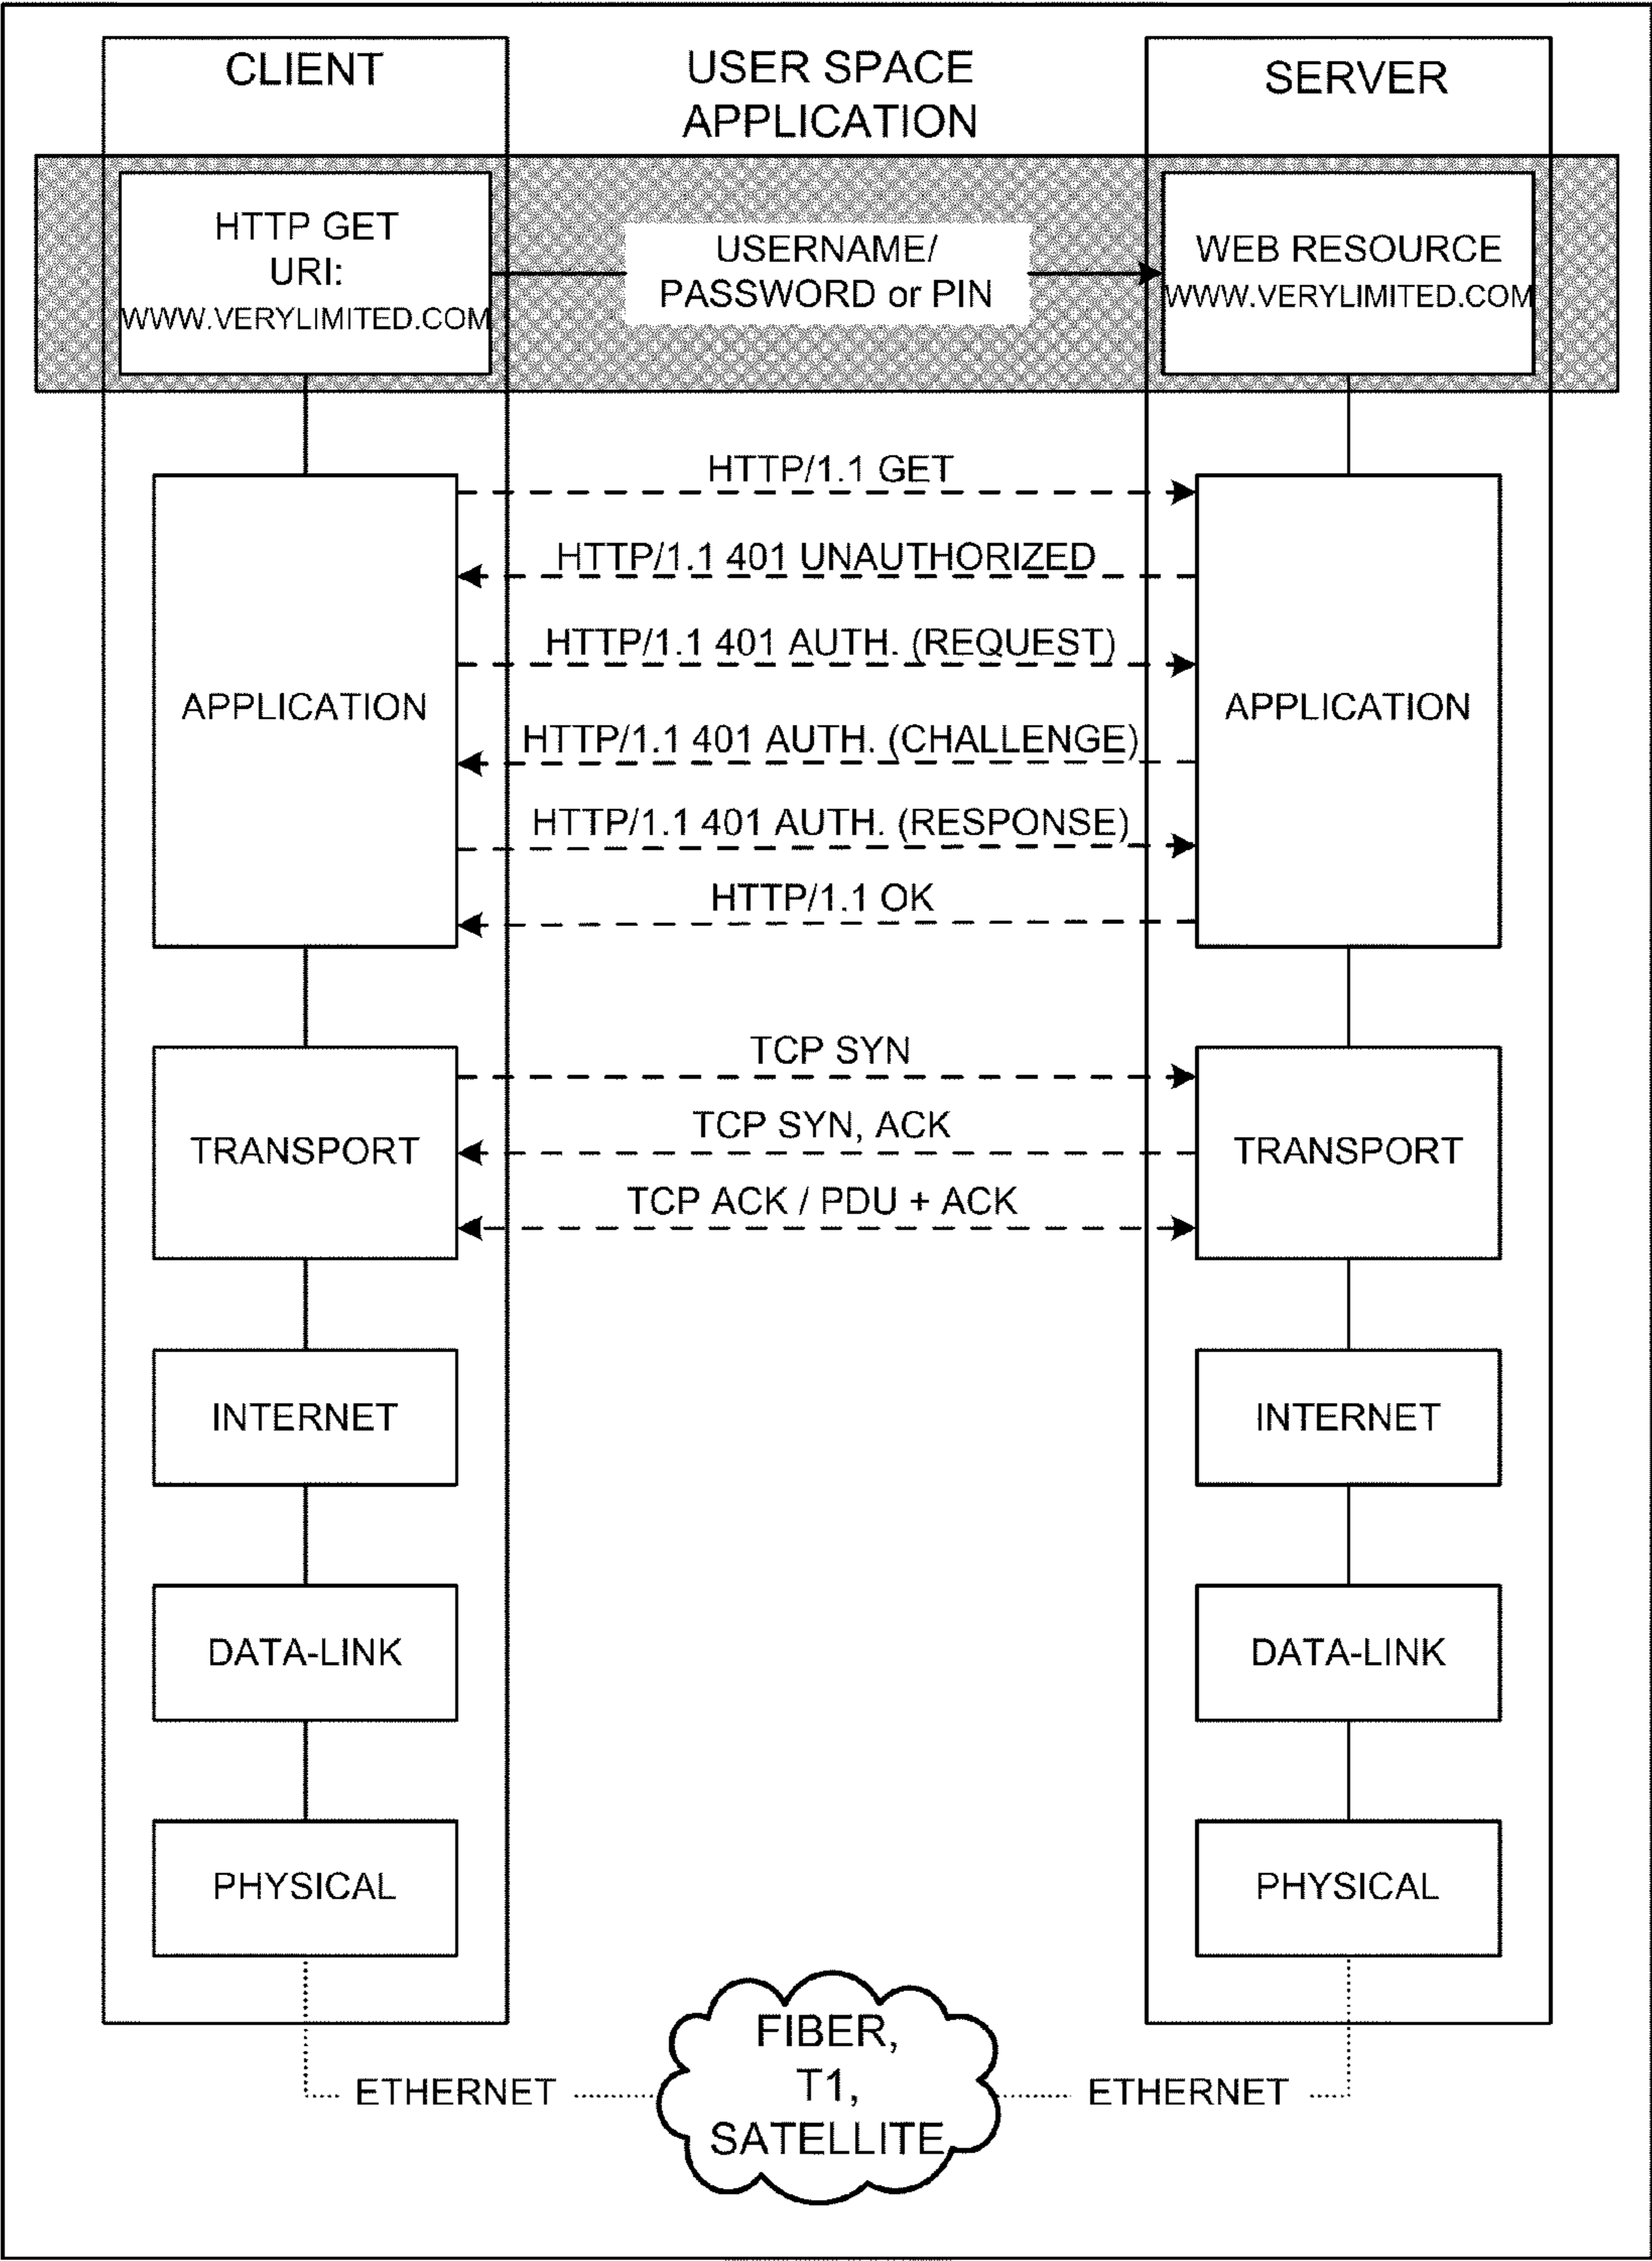 CLIENT
USER SPACE
APPLICATION
SERVER
HTTP GET
URI:
WWW.VERYLIMITED.COM
USERNAME/
PASSWORD or PIN
WEB RESOURCE
WWW.VERYLIMITED.COM
HTTP/1.1 GET
HTTP/1.1 401 UNAUTHORIZED
HTTP/1.1 401 AUTH. (REQUEST)
APPLICATION
APPLICATION
HTTP/1.1 401 AUTH. (CHALLENGE)
HTTP/1.1 401 AUTH. (RESPONSE)
HTTP/1.1 OK
TCP SYN
TCP SYN, ACK
TRANSPORT
TRANSPORT
TCP ACK / PDU + ACK
INTERNET
INTERNET
DATA-LINK
DATA-LINK
PHYSICAL
PHYSICAL
FIBER,
T1,
SATELLITE
ETHERNET
ETHERNET